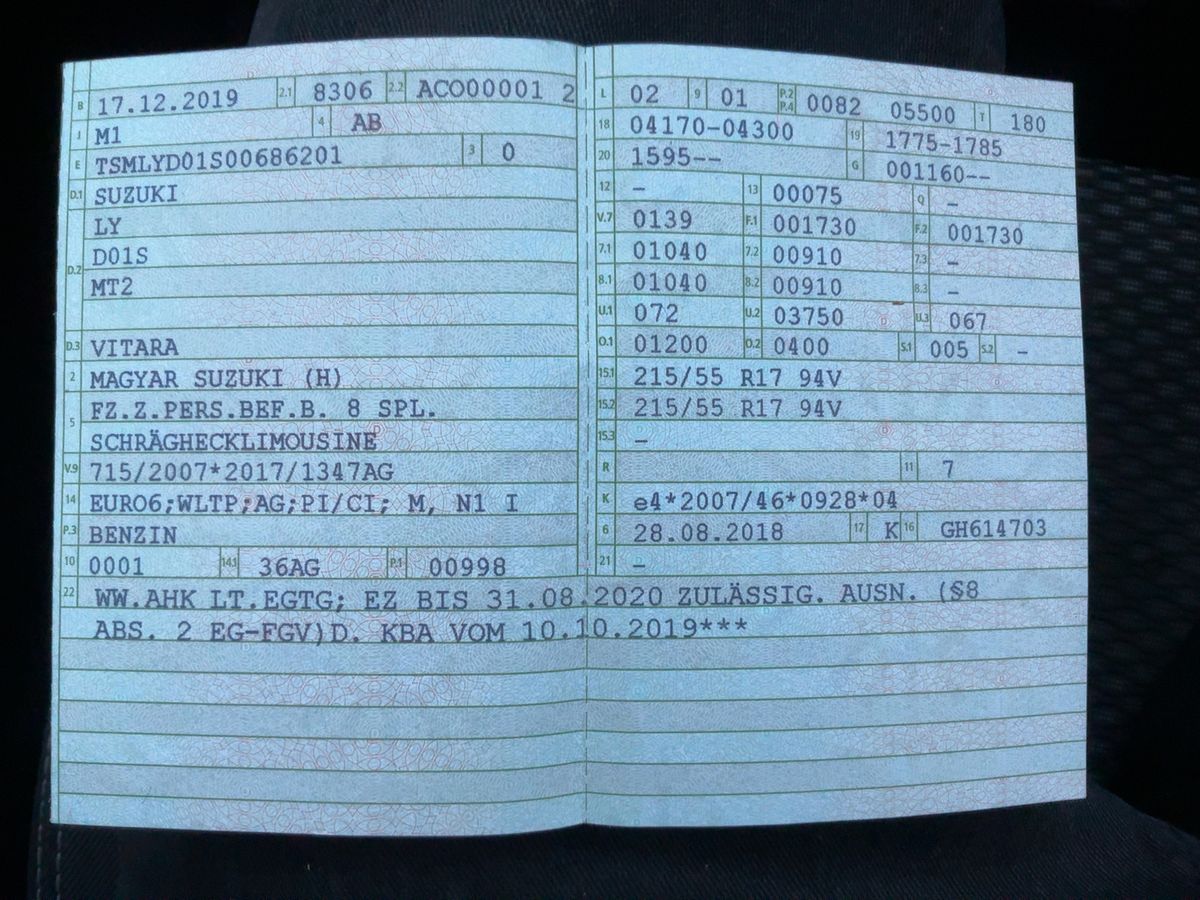 B 17.12.2019 2.1 8306 2.2 ACO00001 2
J M1 4 AB
E TSMLYD01S00686201 3 0
D.1 SUZUKI
LY
D.2 D01S
MT2
D.3 VITARA
2 MAGYAR SUZUKI (H)
5 FZ.Z.PERS.BEF.B. 8 SPL.
SCHRÄGHECKLIMOUSINE
V.9 715/2007*2017/1347AG
14 EURO6;WLTP;AG;PI/CI; M, N1 I
P.3 BENZIN
10 0001 14.1 36AG P.1 00998
L 02 9 01 P.2 P.4 0082 05500 T 180
18 04170-04300 19 1775-1785
20 1595-- G 001160--
12 - 13 00075 Q -
V.7 0139 F.1 001730 F.2 001730
7.1 01040 7.2 00910 7.3 -
8.1 01040 8.2 00910 8.3 -
U.1 072 U.2 03750 U.3 067
O.1 01200 O.2 0400 S.1 005 S.2 -
15.1 215/55 R17 94V
15.2 215/55 R17 94V
15.3 -
R 11 7
K e4*2007/46*0928*04
6 28.08.2018 17 K 16 GH614703
21 -
22 WW.AHK LT.EGTG; EZ BIS 31.08.2020 ZULÄSSIG. AUSN. (§8
ABS. 2 EG-FGV)D. KBA VOM 10.10.2019***